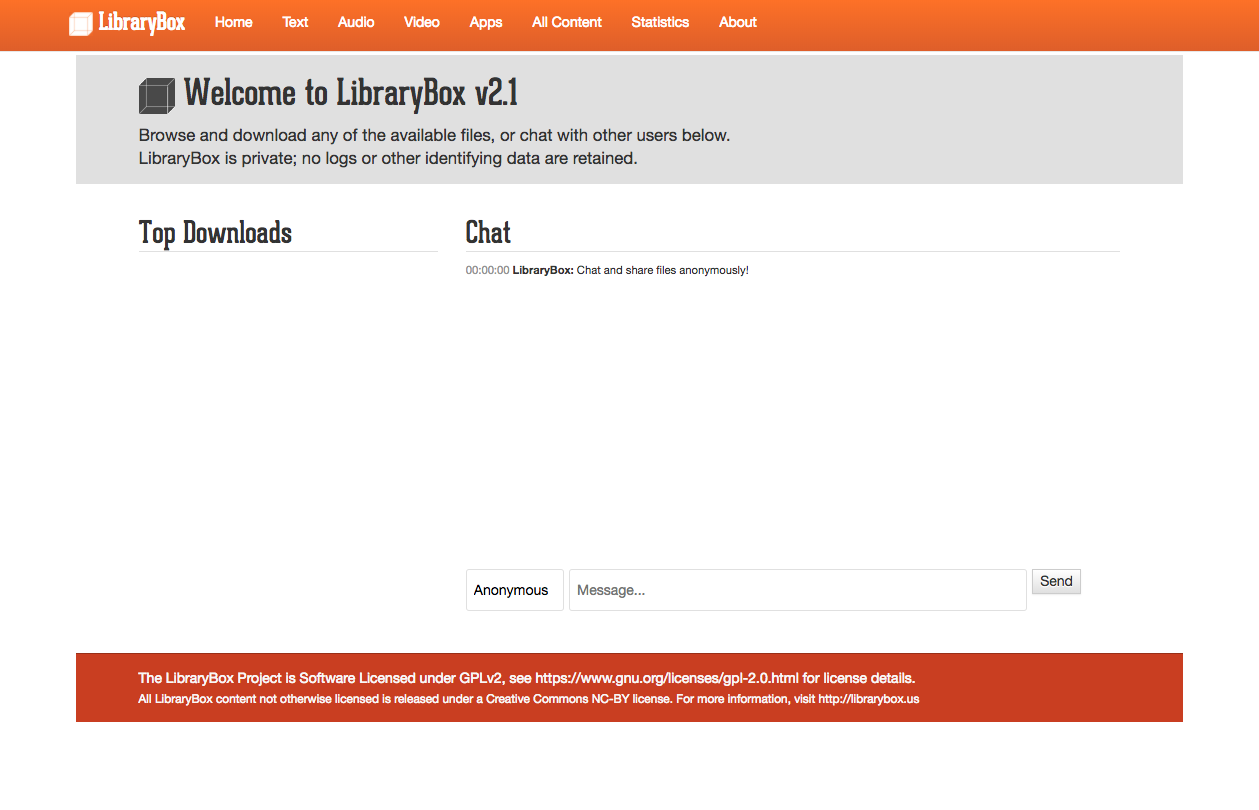 LibraryBox Home Text Audio Video Apps All Content Statistics About
Welcome to LibraryBox v2.1
Browse and download any of the available files, or chat with other users below.
LibraryBox is private; no logs or other identifying data are retained.
Top Downloads
Chat
00:00:00 LibraryBox: Chat and share files anonymously!
Anonymous Message... Send
The LibraryBox Project is Software Licensed under GPLv2, see https://www.gnu.org/licenses/gpl-2.0.html for license details.
All LibraryBox content not otherwise licensed is released under a Creative Commons NC-BY license. For more information, visit http://librarybox.us